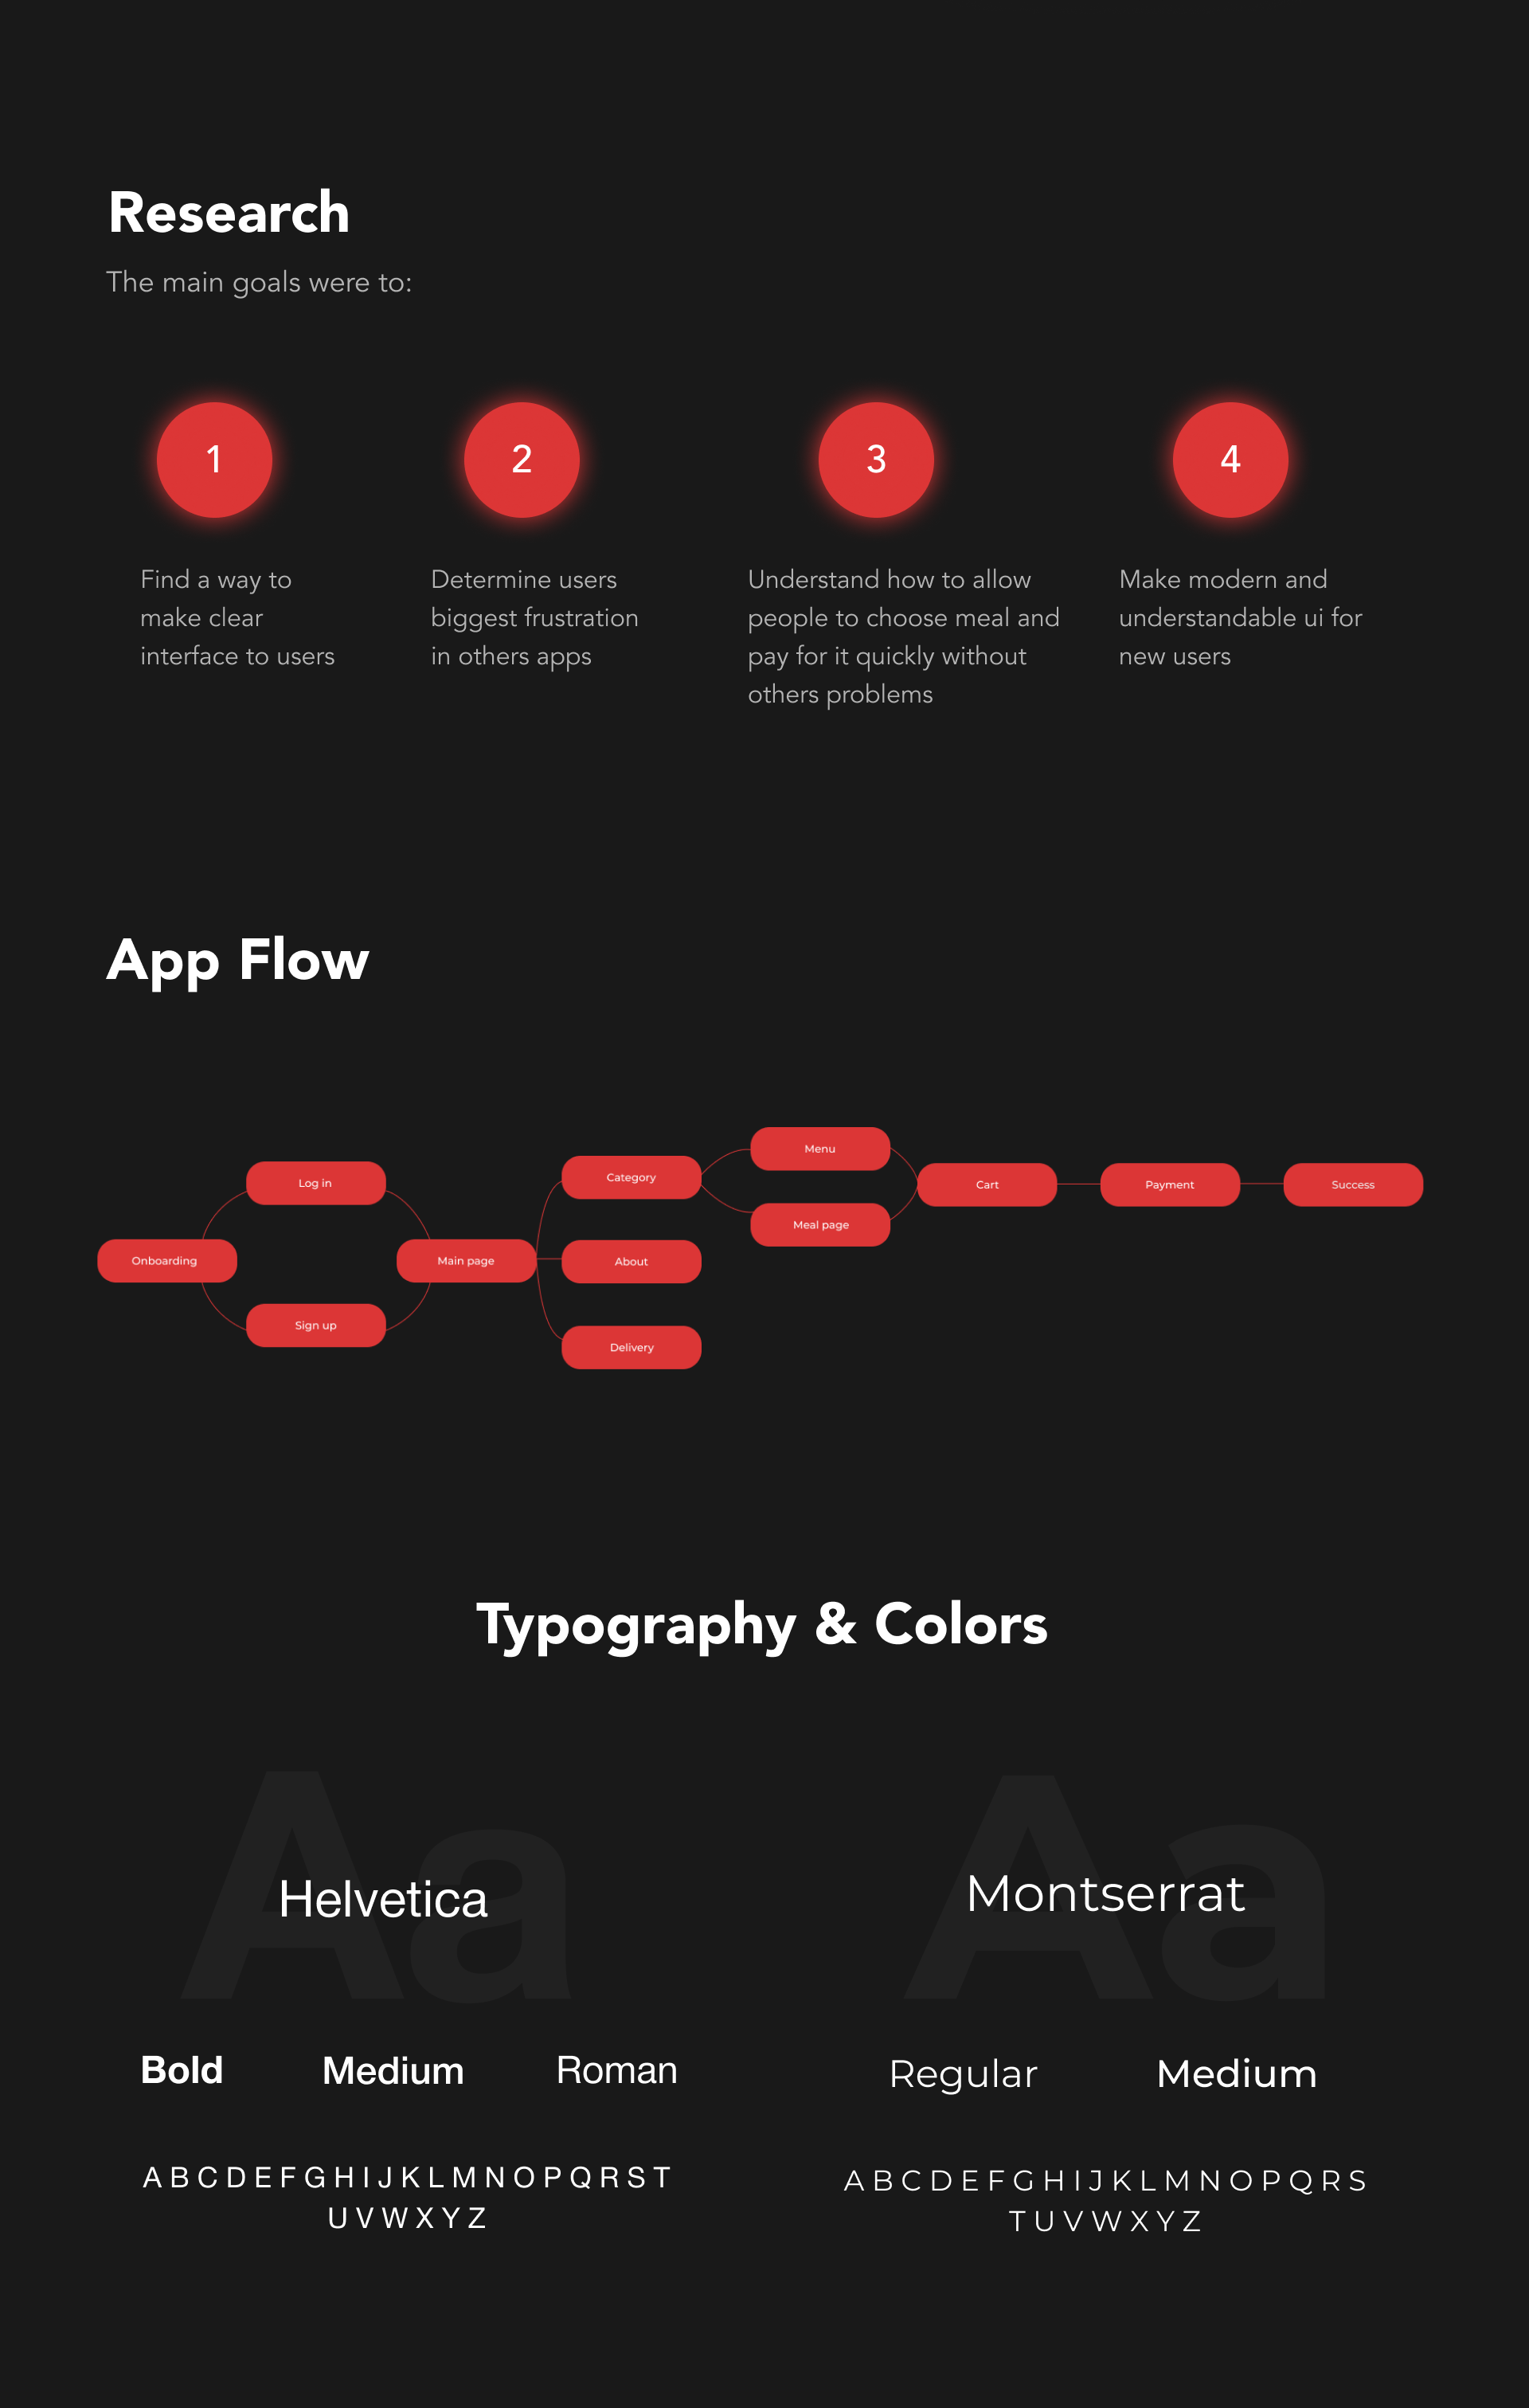 Research
The main goals were to:
1
2
3
4
Find a way to
make clear
interface to users
Determine users
biggest frustration
in others apps
Understand how to allow
people to choose meal and
pay for it quickly without
others problems
Make modern and
understandable ui for
new users
App Flow
Onboarding
Log in
Sign up
Main page
Category
About
Delivery
Menu
Meal page
Cart
Payment
Success
Typography & Colors
Aa
Helvetica
Bold
Medium
Roman
A B C D E F G H I J K L M N O P Q R S T
U V W X Y Z
Aa
Montserrat
Regular
Medium
A B C D E F G H I J K L M N O P Q R S
T U V W X Y Z